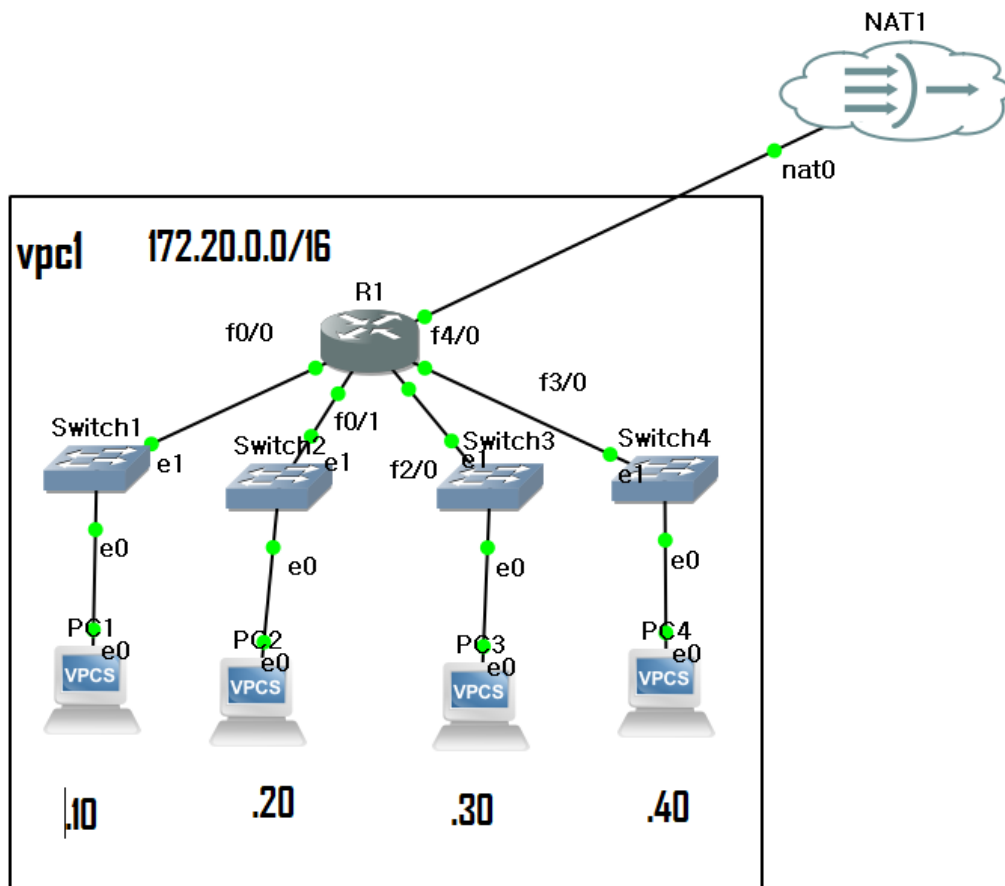 NAT1
nat0
vpc1 172.20.0.0/16
R1
f0/0
f4/0
f3/0
Switch1
f0/1
Switch2
Switch3
Switch4
e1
e1
f2/0
e1
e1
e0
e0
e0
e0
PC1
PC2
PC3
PC4
e0
e0
e0
e0
VPCS
VPCS
VPCS
VPCS
.10
.20
.30
.40